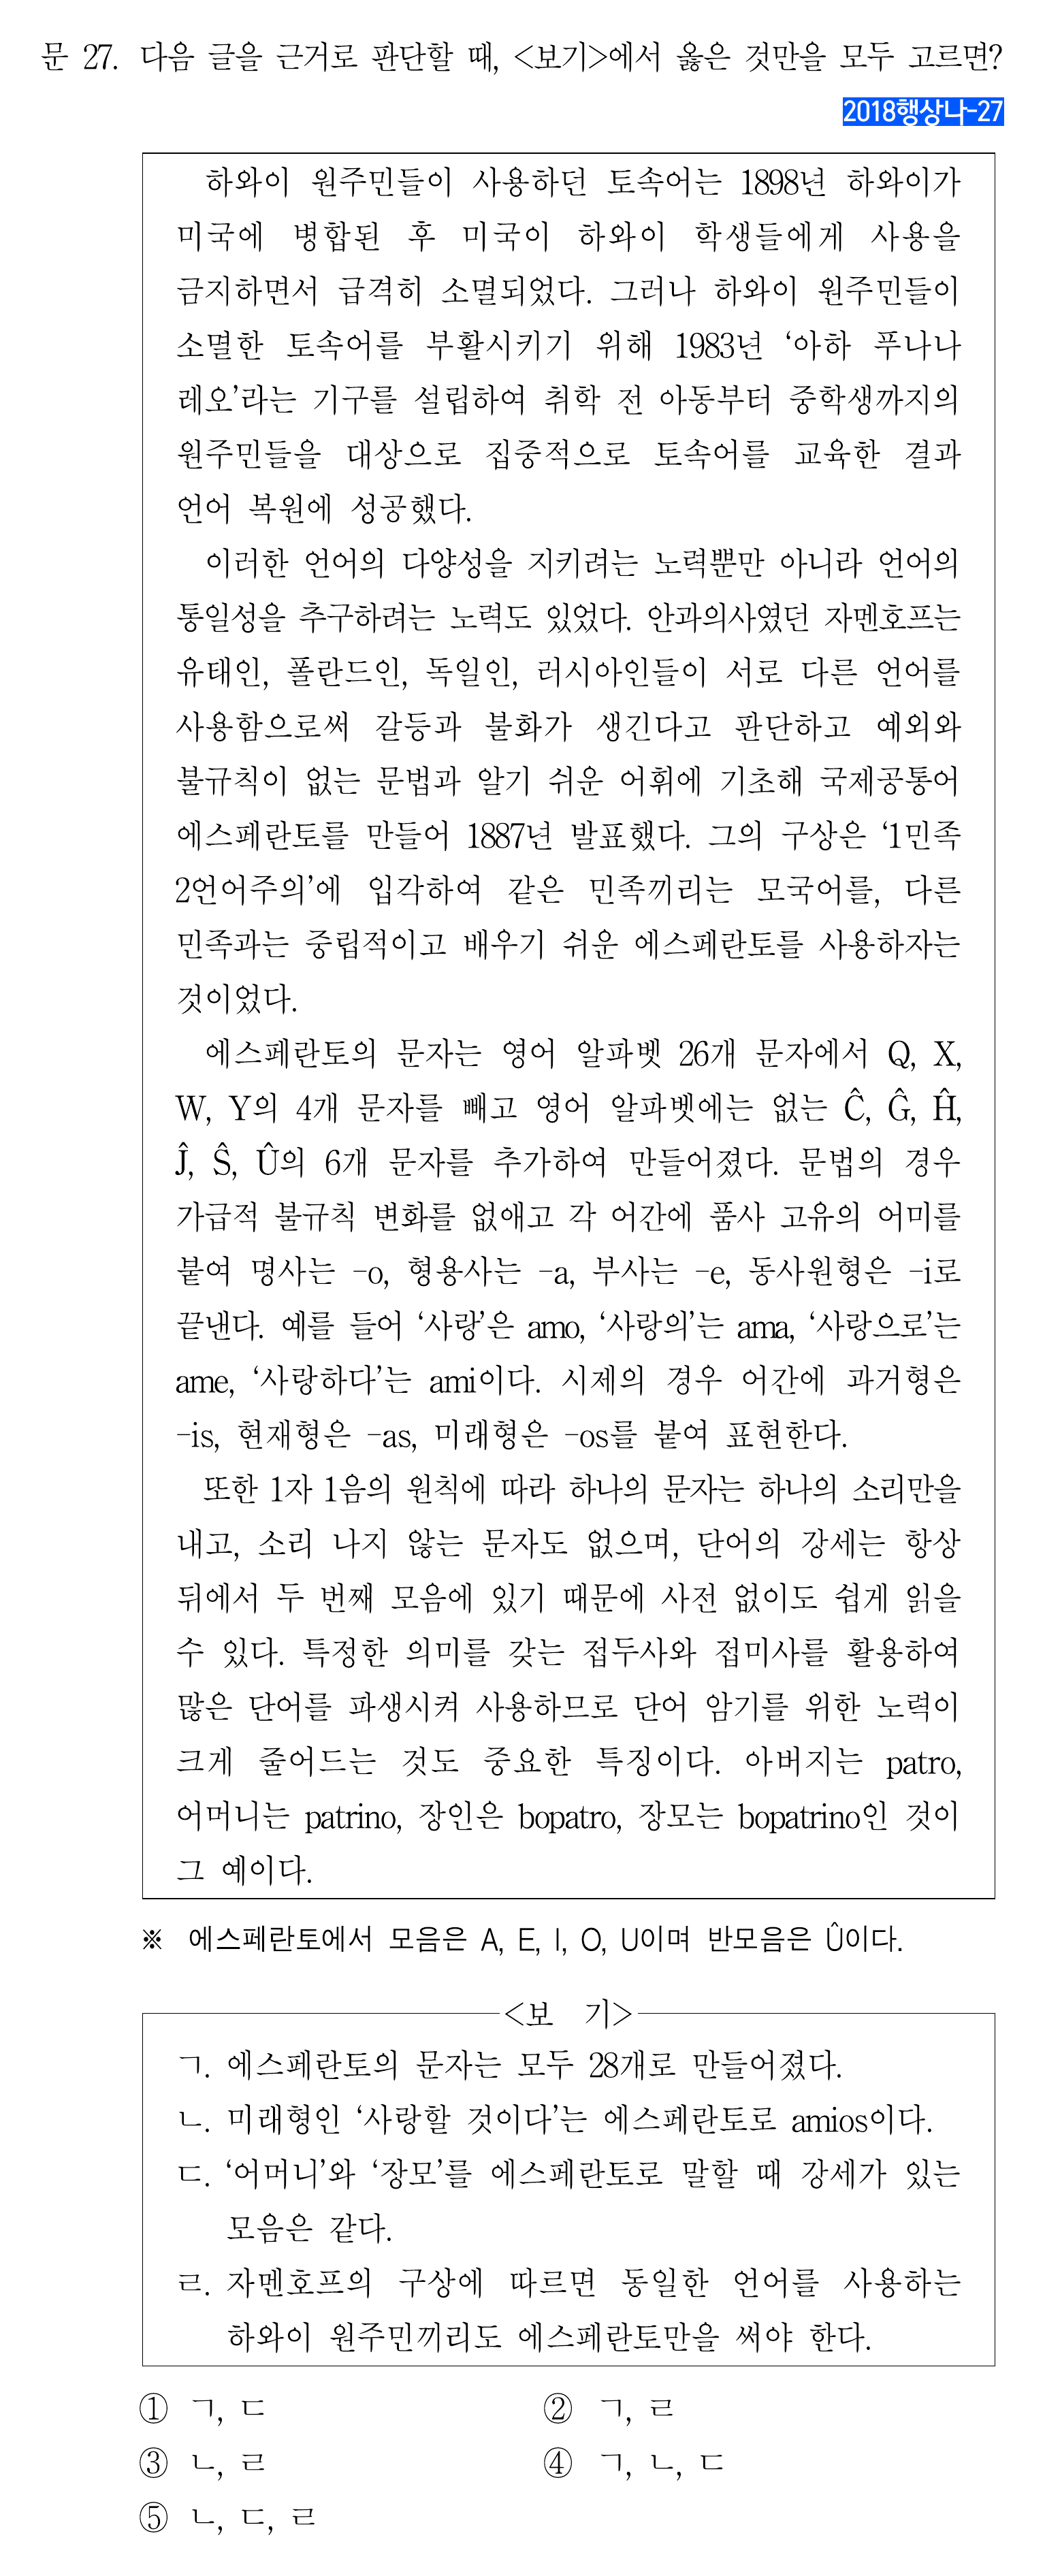 문 27. 다음 글을 근거로 판단할 때, <보기>에서 옳은 것만을 모두 고르면?
2018행상나-27
하와이 원주민들이 사용하던 토속어는 1898년 하와이가
미국에 병합된 후 미국이 하와이 학생들에게 사용을
금지하면서 급격히 소멸되었다. 그러나 하와이 원주민들이
소멸한 토속어를 부활시키기 위해 1983년 ‘아하 푸나나
레오’라는 기구를 설립하여 취학 전 아동부터 중학생까지의
원주민들을 대상으로 집중적으로 토속어를 교육한 결과
언어 복원에 성공했다.
이러한 언어의 다양성을 지키려는 노력뿐만 아니라 언어의
통일성을 추구하려는 노력도 있었다. 안과의사였던 자멘호프는
유태인, 폴란드인, 독일인, 러시아인들이 서로 다른 언어를
사용함으로써 갈등과 불화가 생긴다고 판단하고 예외와
불규칙이 없는 문법과 알기 쉬운 어휘에 기초해 국제공통어
에스페란토를 만들어 1887년 발표했다. 그의 구상은 ‘1민족
2언어주의’에 입각하여 같은 민족끼리는 모국어를, 다른
민족과는 중립적이고 배우기 쉬운 에스페란토를 사용하자는
것이었다.
에스페란토의 문자는 영어 알파벳 26개 문자에서 Q, X,
W, Y의 4개 문자를 빼고 영어 알파벳에는 없는 Ĉ, Ĝ, Ĥ,
Ĵ, Ŝ, Û의 6개 문자를 추가하여 만들어졌다. 문법의 경우
가급적 불규칙 변화를 없애고 각 어간에 품사 고유의 어미를
붙여 명사는 -o, 형용사는 -a, 부사는 -e, 동사원형은 -i로
끝낸다. 예를 들어 ‘사랑’은 amo, ‘사랑의’는 ama, ‘사랑으로’는
ame, ‘사랑하다’는 ami이다. 시제의 경우 어간에 과거형은
-is, 현재형은 -as, 미래형은 -os를 붙여 표현한다.
또한 1자 1음의 원칙에 따라 하나의 문자는 하나의 소리만을
내고, 소리 나지 않는 문자도 없으며, 단어의 강세는 항상
뒤에서 두 번째 모음에 있기 때문에 사전 없이도 쉽게 읽을
수 있다. 특정한 의미를 갖는 접두사와 접미사를 활용하여
많은 단어를 파생시켜 사용하므로 단어 암기를 위한 노력이
크게 줄어드는 것도 중요한 특징이다. 아버지는 patro,
어머니는 patrino, 장인은 bopatro, 장모는 bopatrino인 것이
그 예이다.
※ 에스페란토에서 모음은 A, E, I, O, U이며 반모음은 Û이다.
<보 기>
ㄱ. 에스페란토의 문자는 모두 28개로 만들어졌다.
ㄴ. 미래형인 ‘사랑할 것이다’는 에스페란토로 amios이다.
ㄷ. ‘어머니’와 ‘장모’를 에스페란토로 말할 때 강세가 있는
모음은 같다.
ㄹ. 자멘호프의 구상에 따르면 동일한 언어를 사용하는
하와이 원주민끼리도 에스페란토만을 써야 한다.
① ㄱ, ㄷ ② ㄱ, ㄹ
③ ㄴ, ㄹ ④ ㄱ, ㄴ, ㄷ
⑤ ㄴ, ㄷ, ㄹ